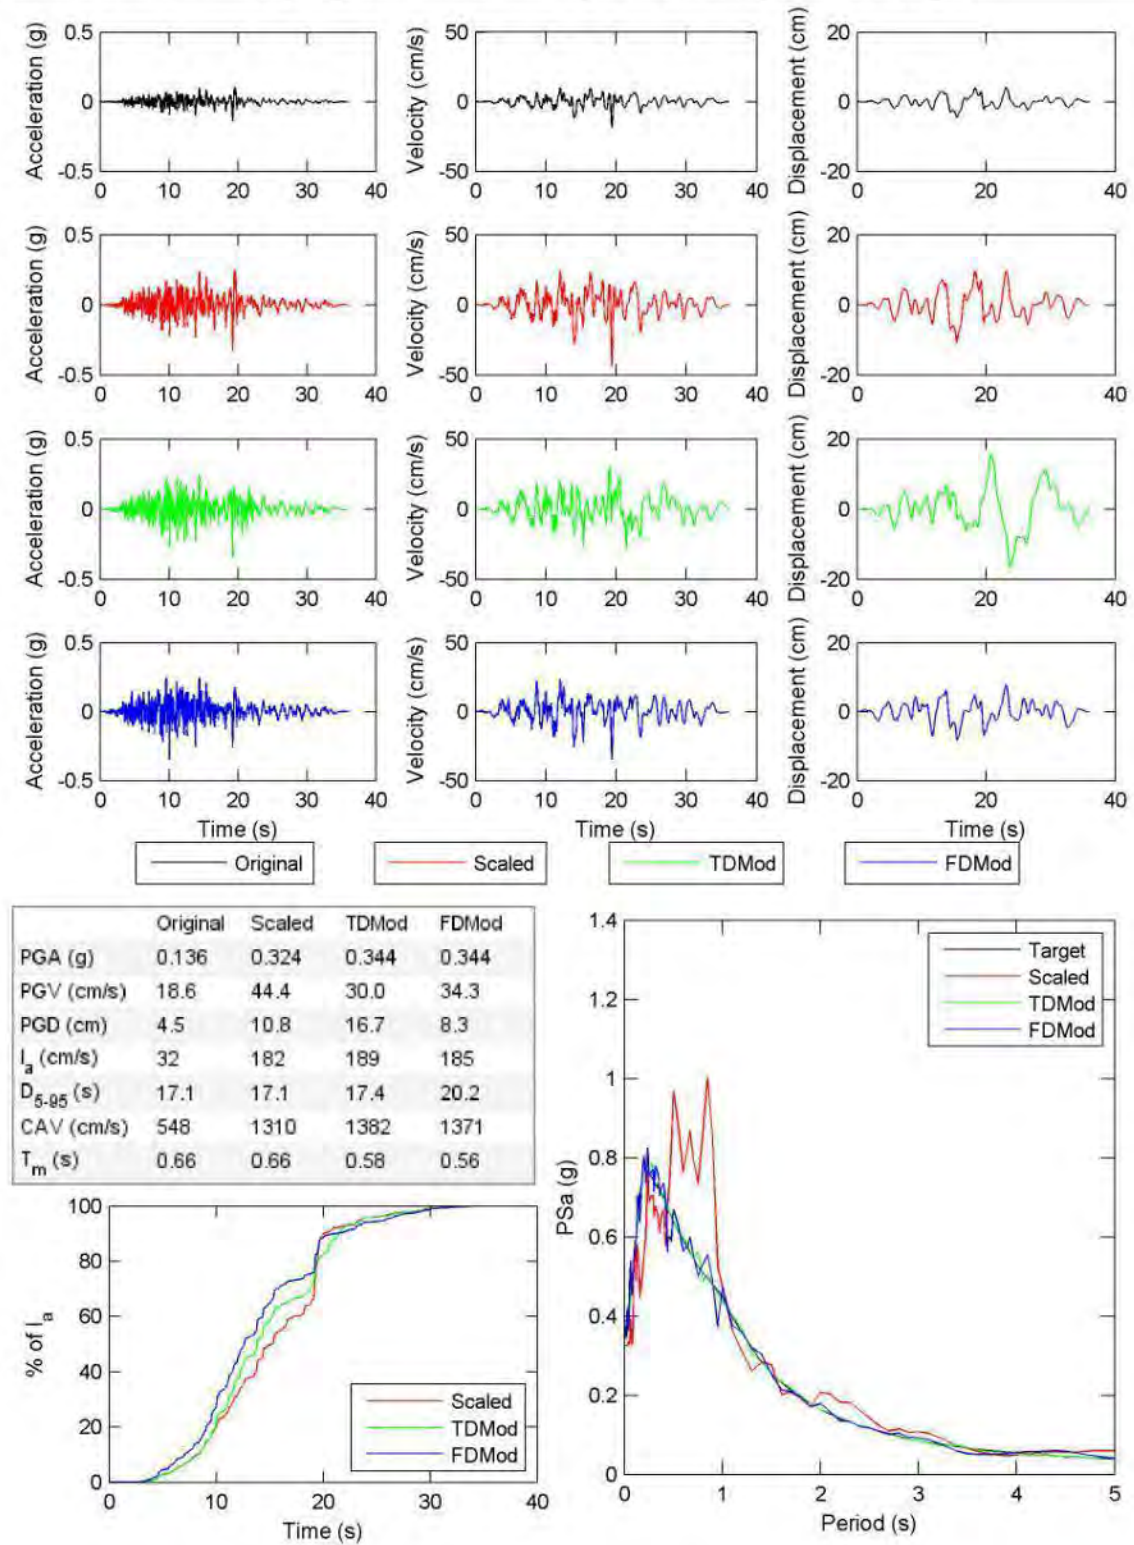 Acceleration (g)
0.5
0
-0.5
0 10 20 30 40
Velocity (cm/s)
50
0
-50
0 10 20 30 40
Displacement (cm)
20
0
-20
0 20 40
Acceleration (g)
0.5
0
-0.5
0 10 20 30 40
Velocity (cm/s)
50
0
-50
0 10 20 30 40
Displacement (cm)
20
0
-20
0 20 40
Acceleration (g)
0.5
0
-0.5
0 10 20 30 40
Velocity (cm/s)
50
0
-50
0 10 20 30 40
Displacement (cm)
20
0
-20
0 20 40
Acceleration (g)
0.5
0
-0.5
0 10 20 30 40
Time (s)
Velocity (cm/s)
50
0
-50
0 10 20 30 40
Time (s)
Displacement (cm)
20
0
-20
0 20 40
Time (s)
Original Scaled TDMod FDMod
Original Scaled TDMod FDMod
PGA (g) 0.136 0.324 0.344 0.344
PGV (cm/s) 18.6 44.4 30.0 34.3
PGD (cm) 4.5 10.8 16.7 8.3
I_a (cm/s) 32 182 189 185
D_5-95 (s) 17.1 17.1 17.4 20.2
CAV (cm/s) 548 1310 1382 1371
T_m (s) 0.66 0.66 0.58 0.56
% of I_a
100
80
60
40
20
0
0 10 20 30 40
Time (s)
Scaled
TDMod
FDMod
PSa (g)
1.4
1.2
1
0.8
0.6
0.4
0.2
0
0 1 2 3 4 5
Period (s)
Target
Scaled
TDMod
FDMod